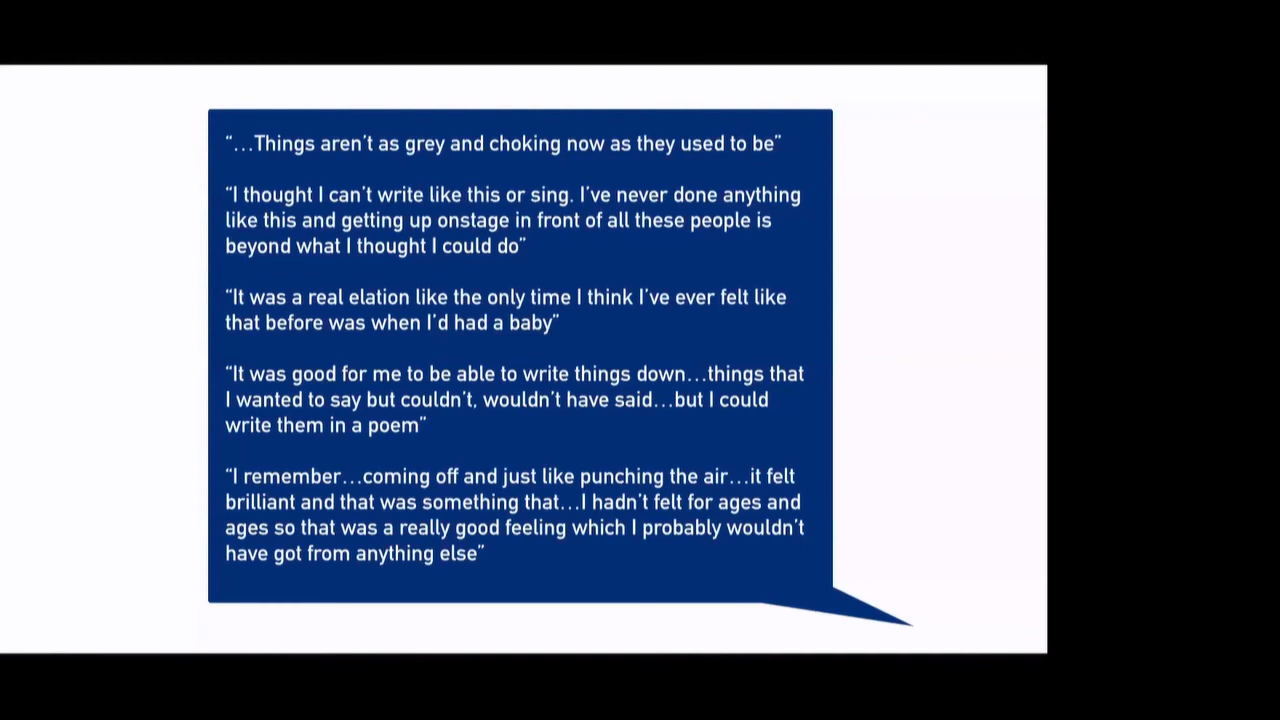 “…Things aren’t as grey and choking now as they used to be”
“I thought I can’t write like this or sing. I’ve never done anything
like this and getting up onstage in front of all these people is
beyond what I thought I could do”
“It was a real elation like the only time I think I’ve ever felt like
that before was when I’d had a baby”
“It was good for me to be able to write things down…things that
I wanted to say but couldn’t, wouldn’t have said…but I could
write them in a poem”
“I remember…coming off and just like punching the air…it felt
brilliant and that was something that…I hadn’t felt for ages and
ages so that was a really good feeling which I probably wouldn’t
have got from anything else”